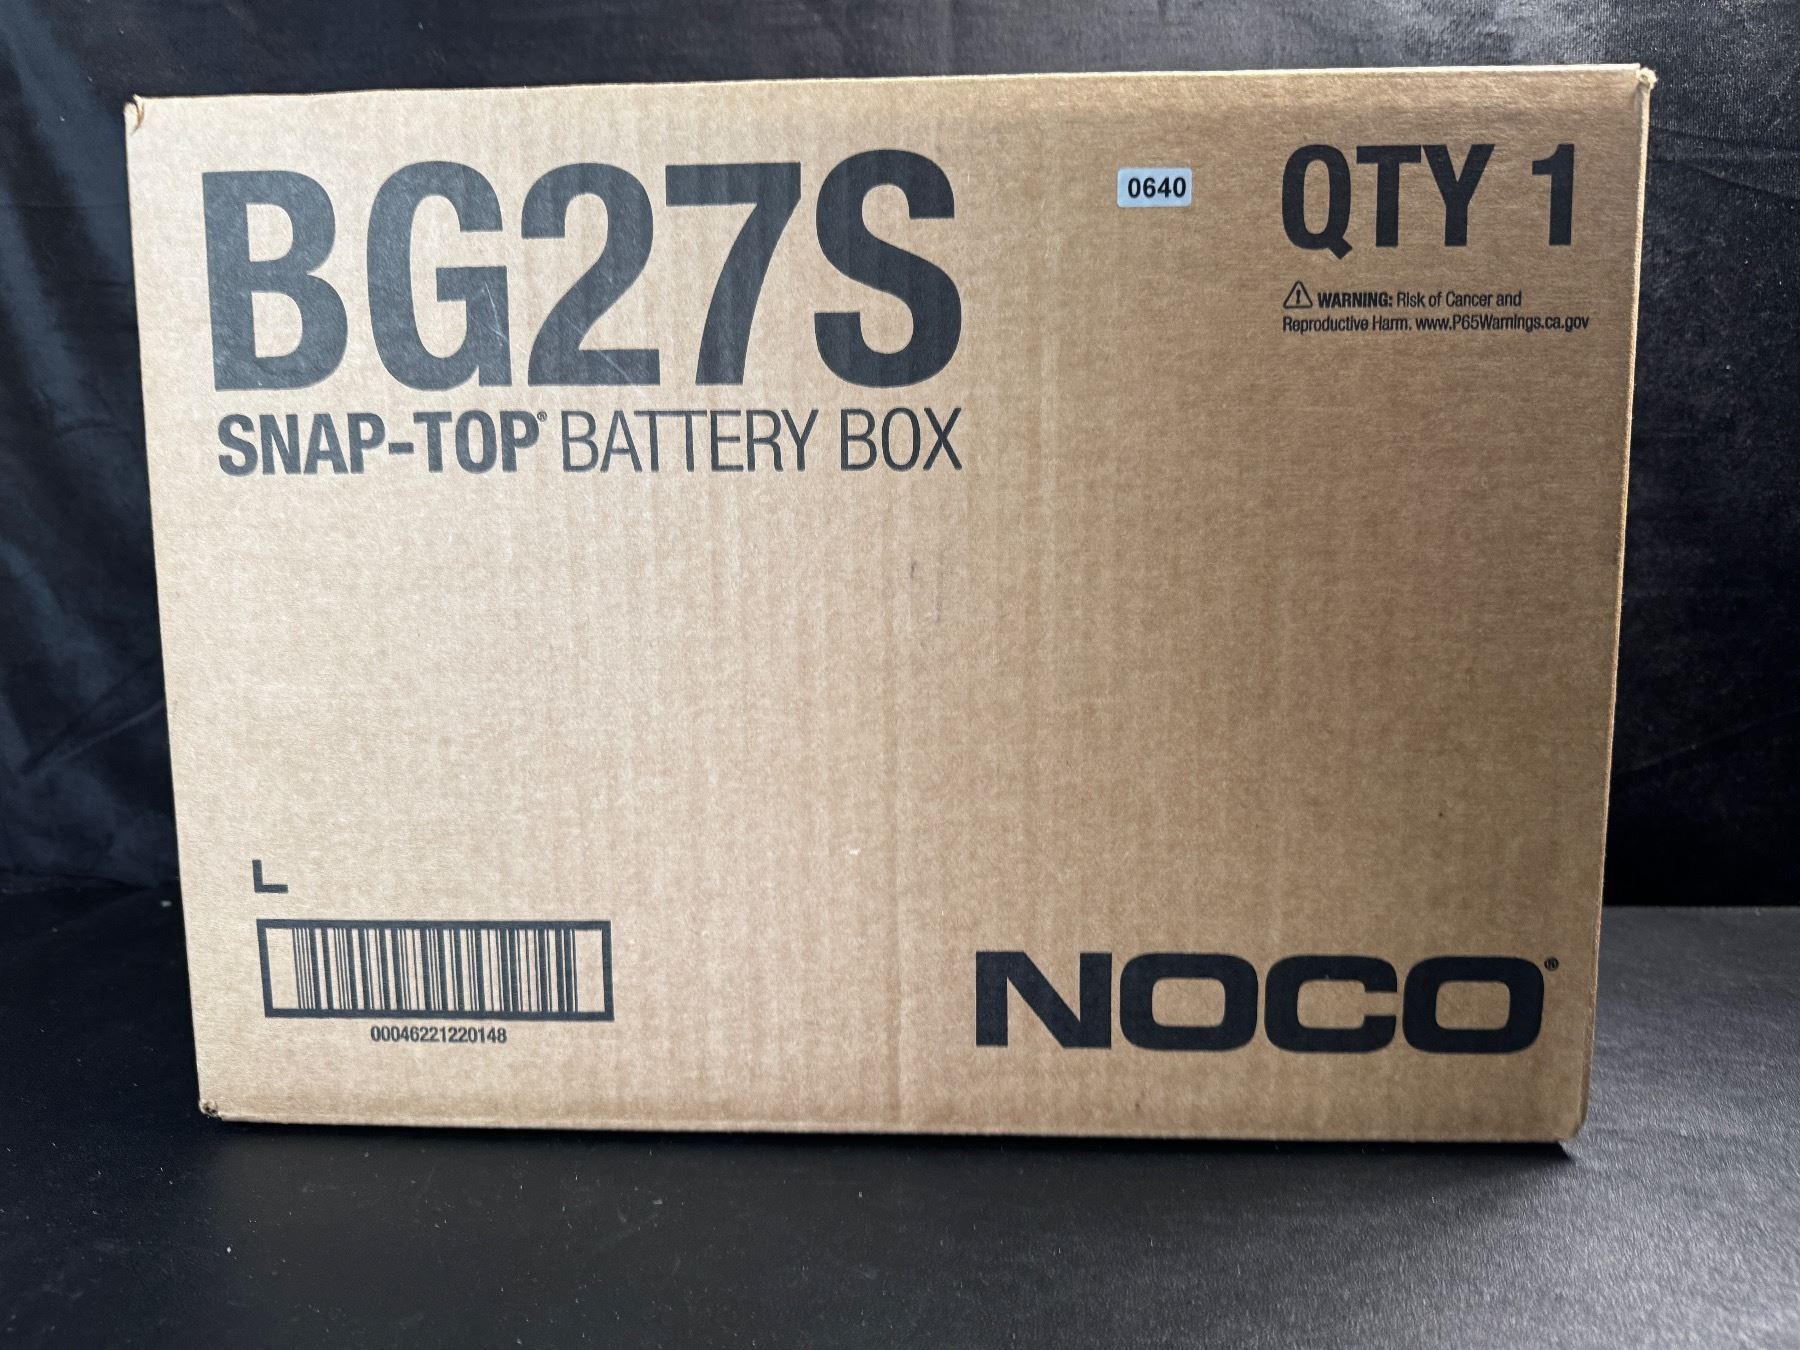 BG27S
SNAP-TOP® BATTERY BOX
0640
QTY 1
⚠ WARNING: Risk of Cancer and
Reproductive Harm. www.P65Warnings.ca.gov
L
00046221220148
NOCO®